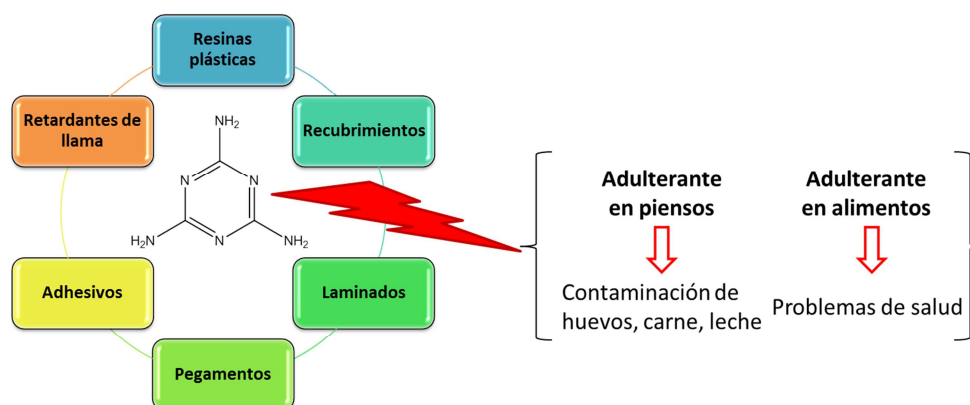 Resinas
plásticas
Retardantes de
llama
Recubrimientos
NH₂
N
N
N
H₂N
NH₂
Adhesivos
Laminados
Pegamentos
Adulterante
en piensos
Contaminación de
huevos, carne, leche
Adulterante
en alimentos
Problemas de salud